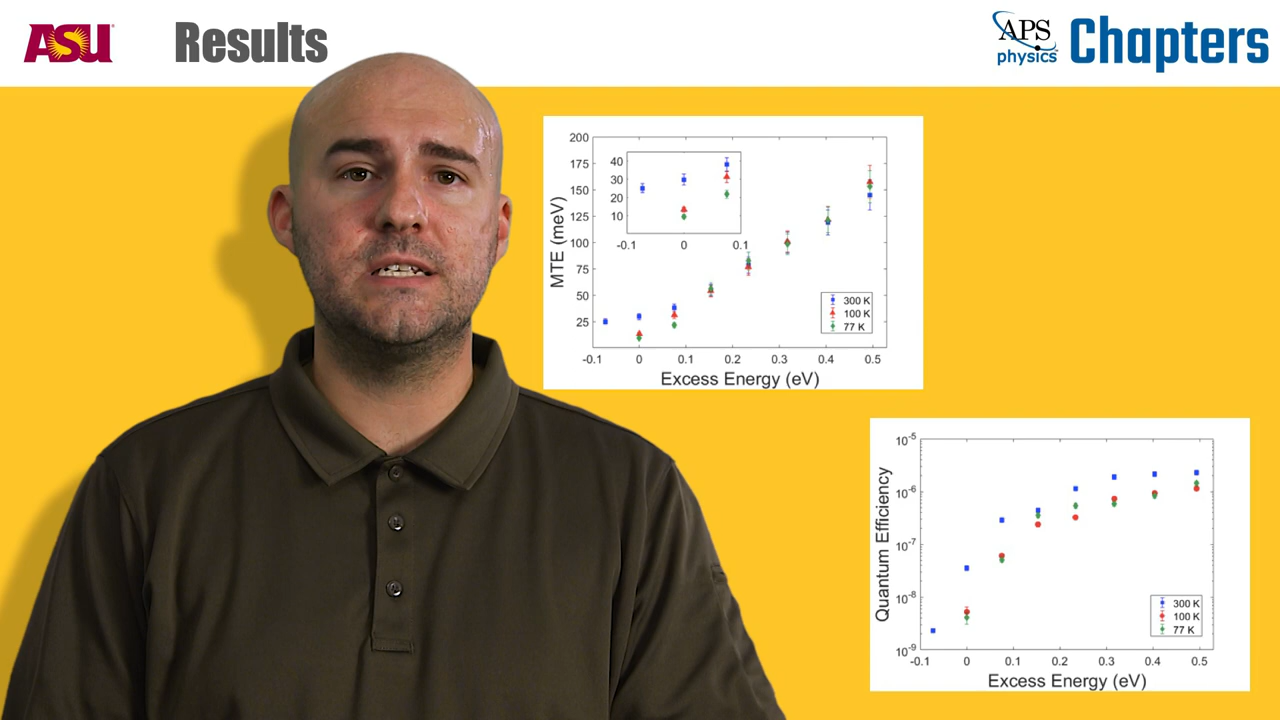 ASU
Results
APS
physics
Chapters
200
175
150
125
100
75
50
25
-0.1
0
0.1
0.2
0.3
0.4
0.5
MTE (meV)
Excess Energy (eV)
40
30
20
10
-0.1
0
0.1
300 K
100 K
77 K
10-5
10-6
10-7
10-8
10-9
-0.1
0
0.1
0.2
0.3
0.4
0.5
Quantum Efficiency
Excess Energy (eV)
300 K
100 K
77 K